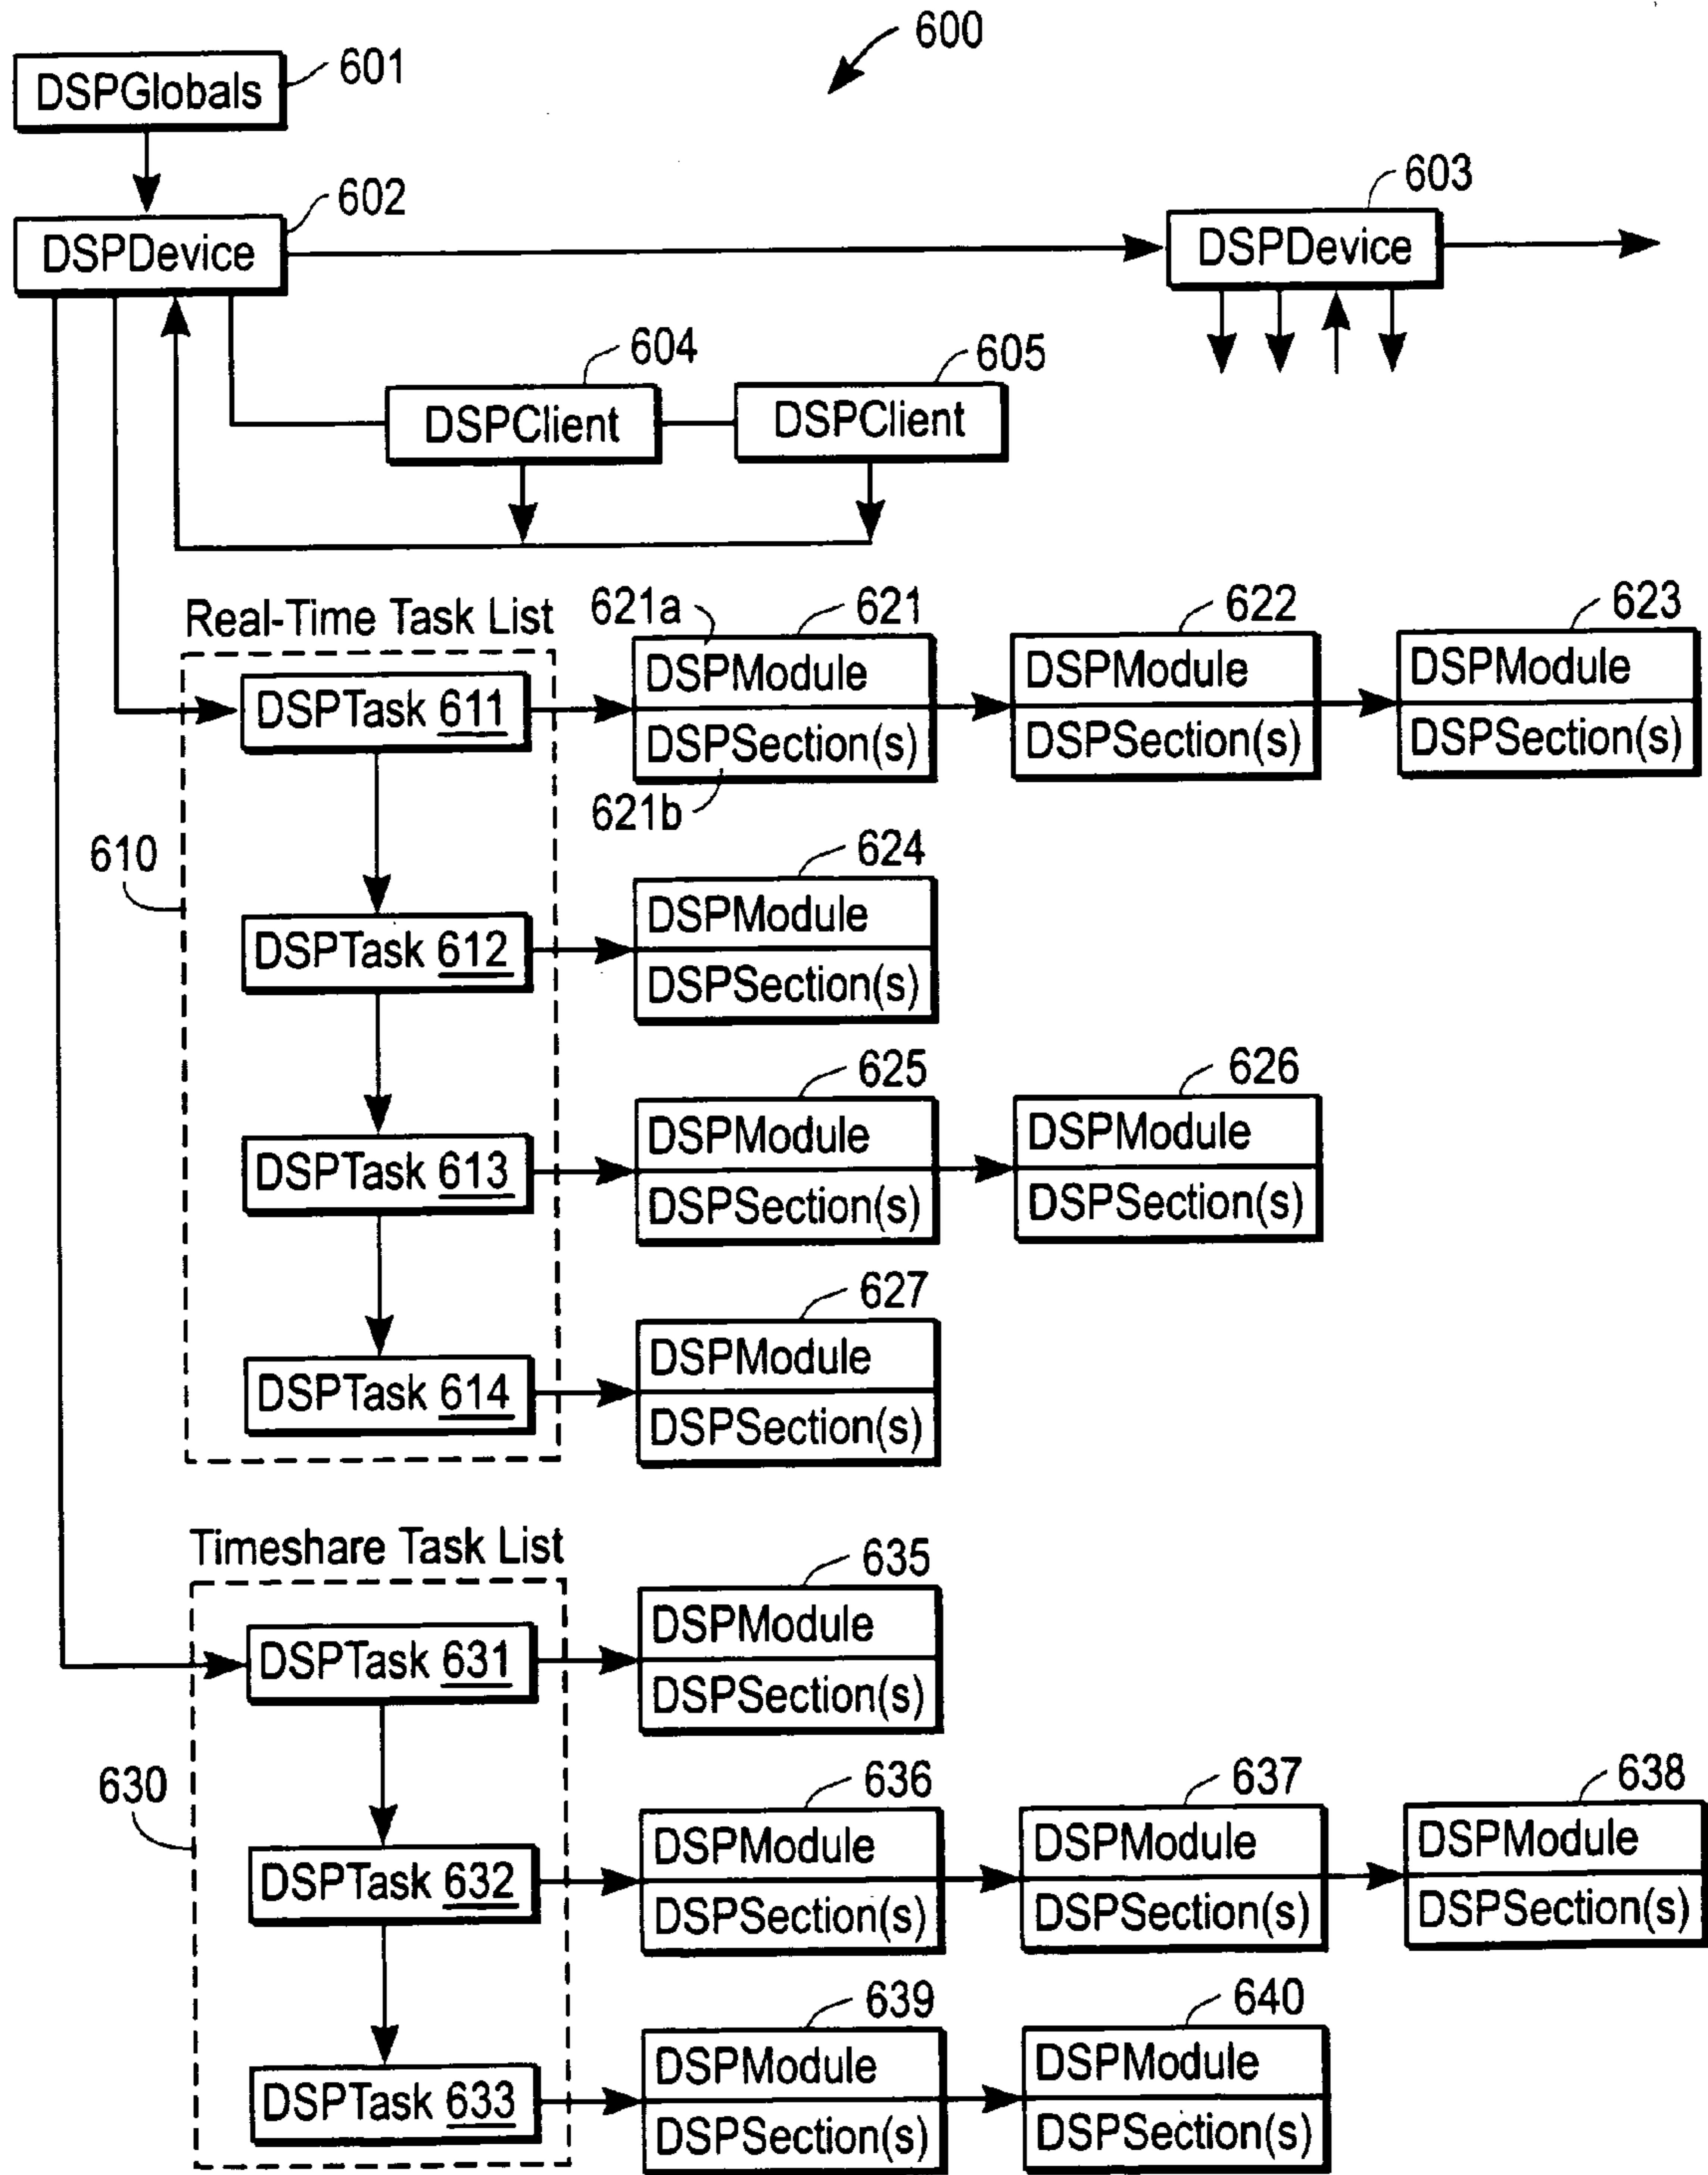 600
DSPGlobals
601
DSPDevice
602
DSPDevice
603
DSPClient
604
DSPClient
605
Real-Time Task List
610
DSPTask 611
621a
621
DSPModule
DSPSection(s)
621b
622
DSPModule
DSPSection(s)
623
DSPModule
DSPSection(s)
DSPTask 612
624
DSPModule
DSPSection(s)
DSPTask 613
625
DSPModule
DSPSection(s)
626
DSPModule
DSPSection(s)
DSPTask 614
627
DSPModule
DSPSection(s)
Timeshare Task List
630
DSPTask 631
635
DSPModule
DSPSection(s)
DSPTask 632
636
DSPModule
DSPSection(s)
637
DSPModule
DSPSection(s)
638
DSPModule
DSPSection(s)
DSPTask 633
639
DSPModule
DSPSection(s)
640
DSPModule
DSPSection(s)